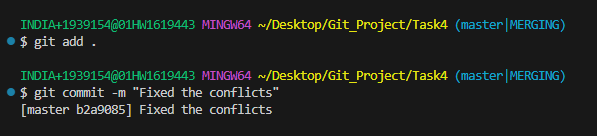 INDIA+1939154@01HW1619443 MINGW64 ~/Desktop/Git_Project/Task4 (master|MERGING)
$ git add .
INDIA+1939154@01HW1619443 MINGW64 ~/Desktop/Git_Project/Task4 (master|MERGING)
$ git commit -m "Fixed the conflicts"
[master b2a9085] Fixed the conflicts